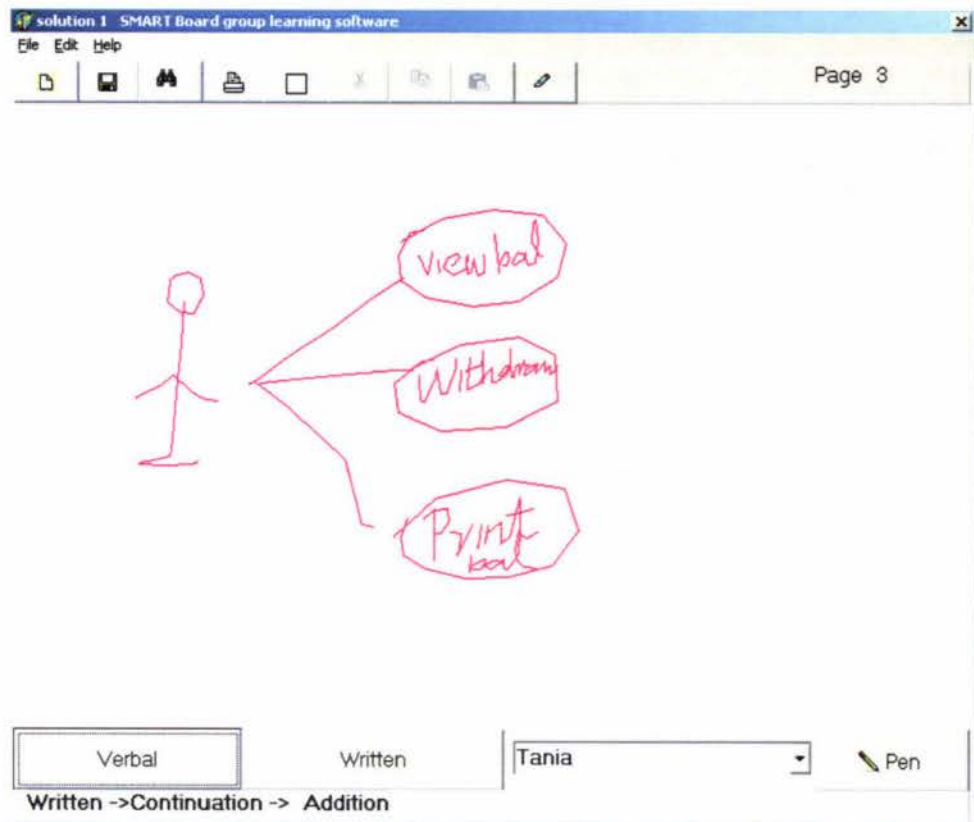 solution 1 SMART Board group learning software
File Edit Help
Page 3
view bal
Withdraw
Print
bal
Verbal
Written
Tania
Pen
Written ->Continuation -> Addition